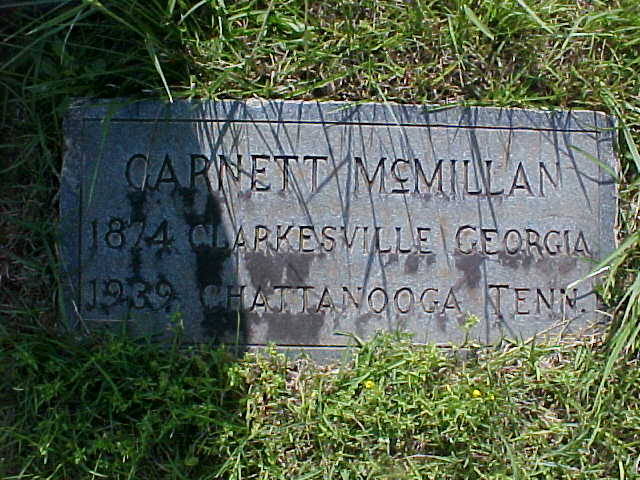 GARNETT McMILLAN
1874 CLARKESVILLE GEORGIA
1939 CHATTANOOGA TENN.